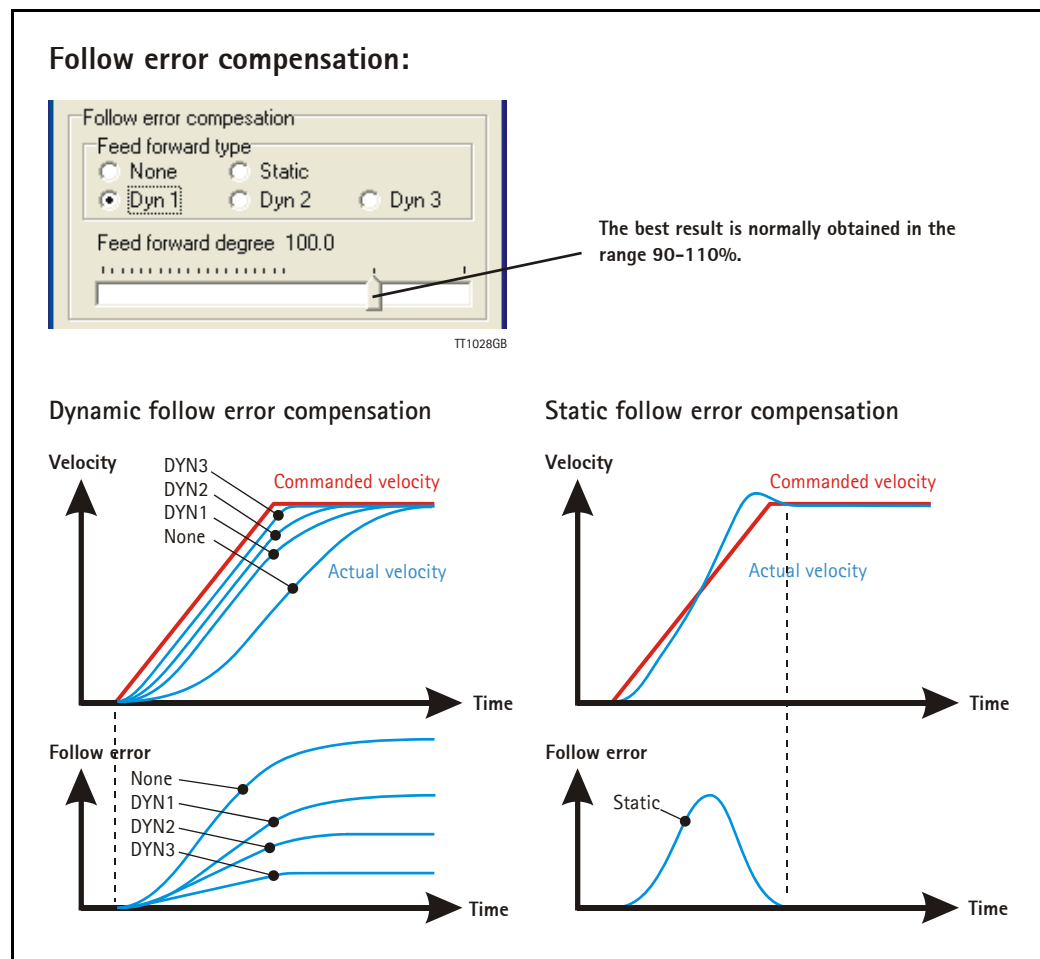 Follow error compensation:
Follow error compesation
Feed forward type
None
Static
Dyn 1
Dyn 2
Dyn 3
Feed forward degree 100.0
The best result is normally obtained in the
range 90-110%.
TT1028GB
Dynamic follow error compensation
Velocity
DYN3
DYN2
DYN1
None
Commanded velocity
Actual velocity
Time
Follow error
None
DYN1
DYN2
DYN3
Time
Static follow error compensation
Velocity
Commanded velocity
Actual velocity
Time
Follow error
Static
Time